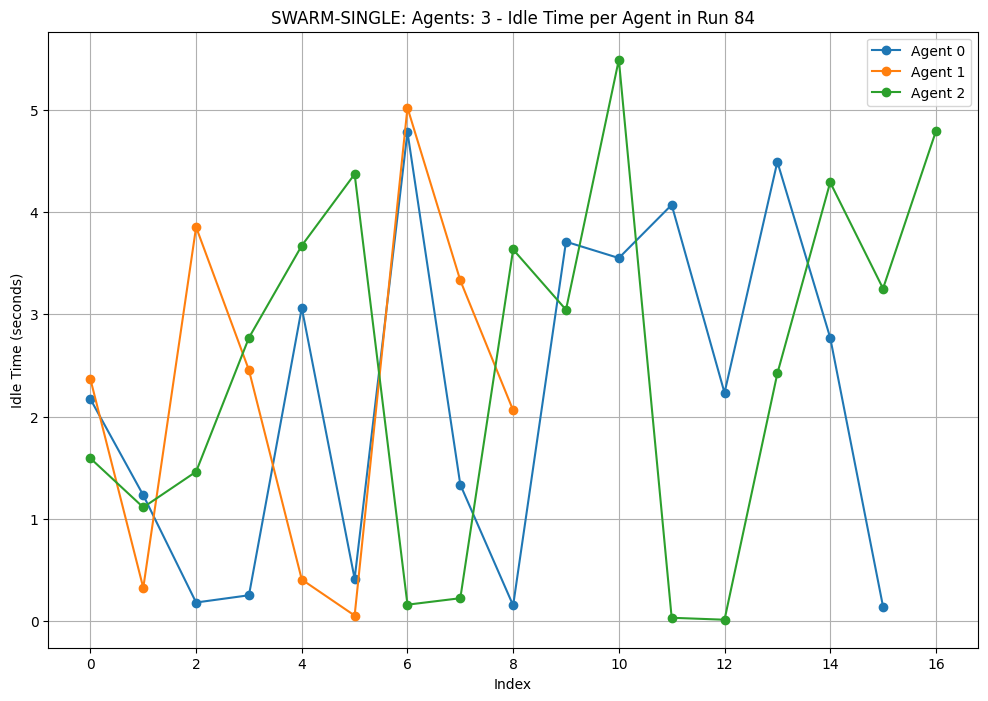 SWARM-SINGLE: Agents: 3 - Idle Time per Agent in Run 84
Agent 0
Agent 1
Agent 2
Idle Time (seconds)
5
4
3
2
1
0
0 2 4 6 8 10 12 14 16
Index